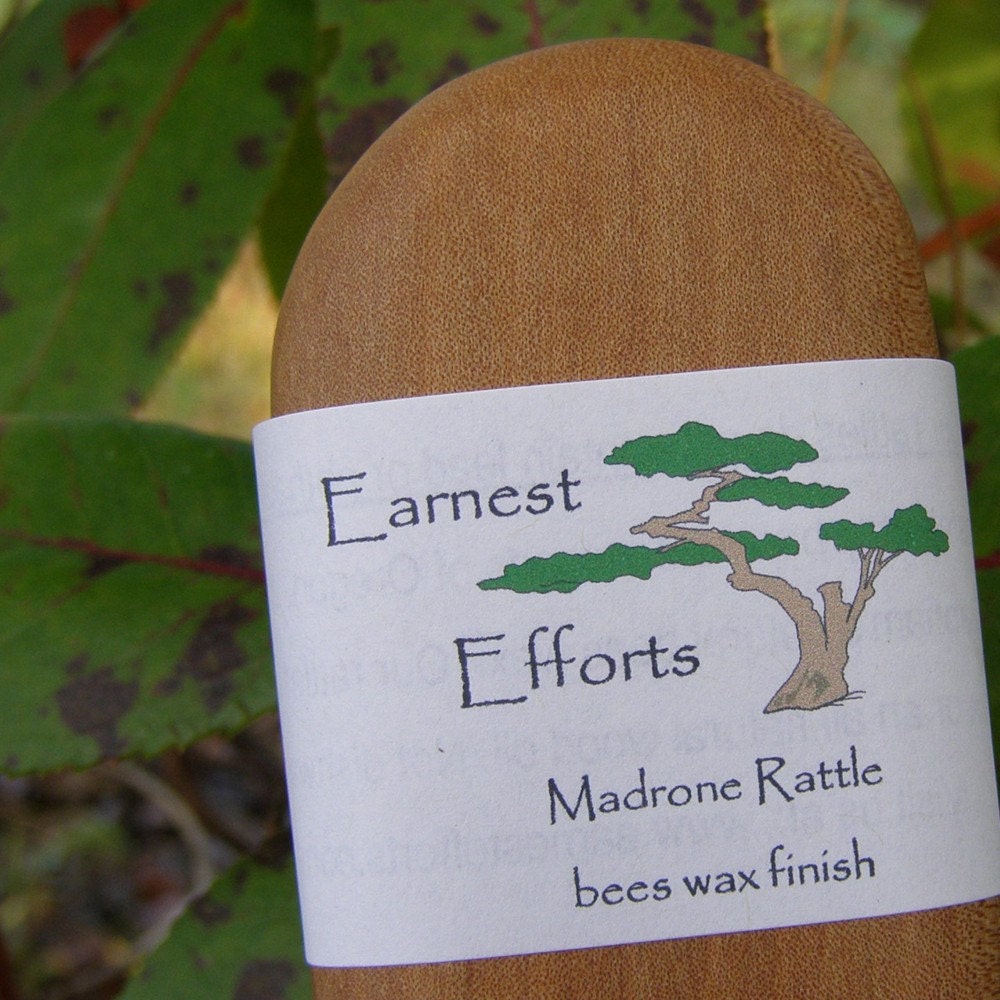 Earnest
Efforts
Madrone Rattle
bees wax finish